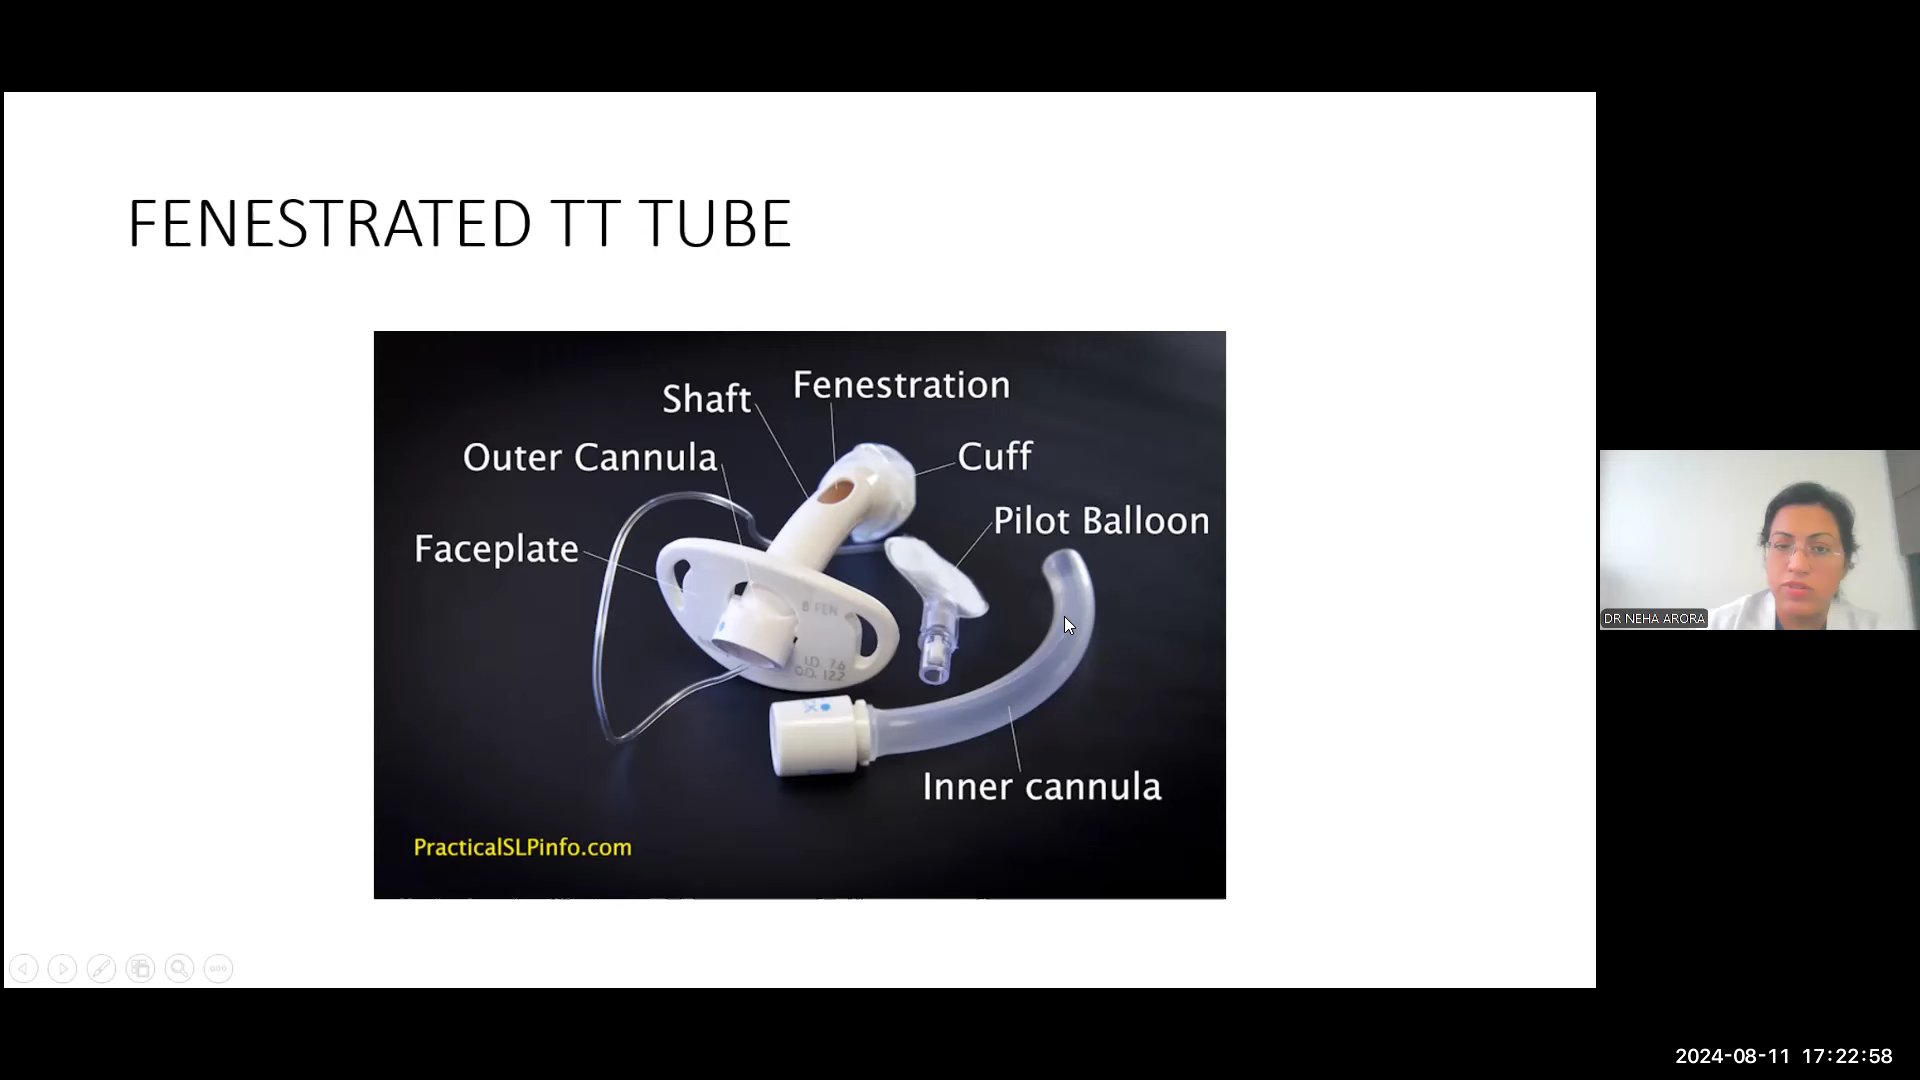 FENESTRATED TT TUBE
Shaft
Fenestration
Outer Cannula
Cuff
Pilot Balloon
Faceplate
8 FEN
I.D. 7.6
O.D. 12.2
Inner cannula
PracticalSLPinfo.com
DR NEHA ARORA
2024-08-11 17:22:58